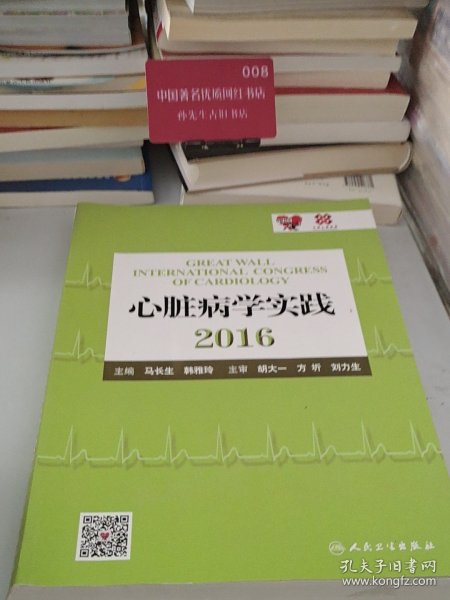 008
中国著名优质网红书店
孙先生古旧书店
GREAT WALL
INTERNATIONAL CONGRESS
OF CARDIOLOGY
心脏病学实践
2016
主编 马长生 韩雅玲 主审 胡大一 方圻 刘力生
人民卫生出版社
孔夫子旧书网
www.kongfz.com